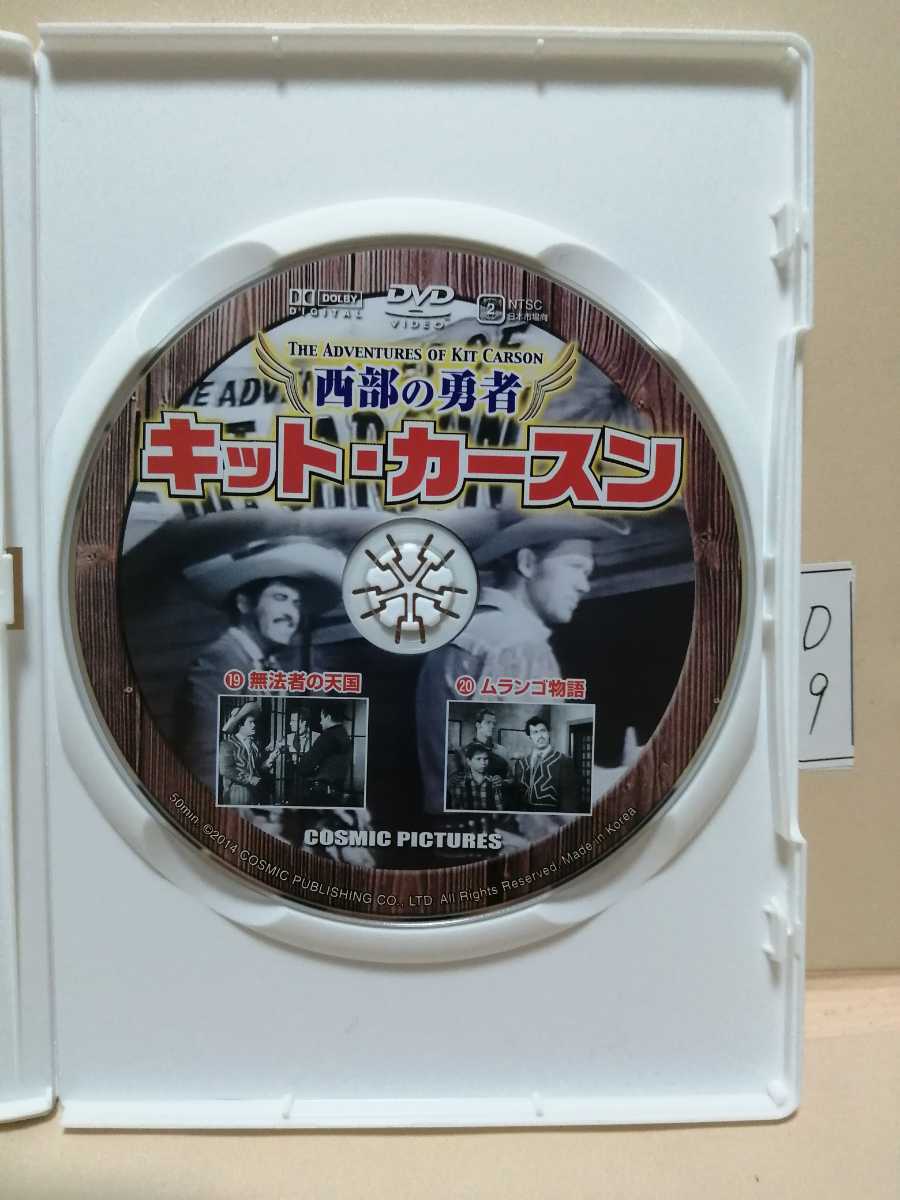 DOLBY
DIGITAL
DVD
VIDEO
2
NTSC
日本市場向
THE ADVENTURES OF KIT CARSON
西部の勇者
キット・カースン
⑲ 無法者の天国
⑳ ムランゴ物語
COSMIC PICTURES
50min. ©2014 COSMIC PUBLISHING CO., LTD. All Rights Reserved. Made in Korea
D
9